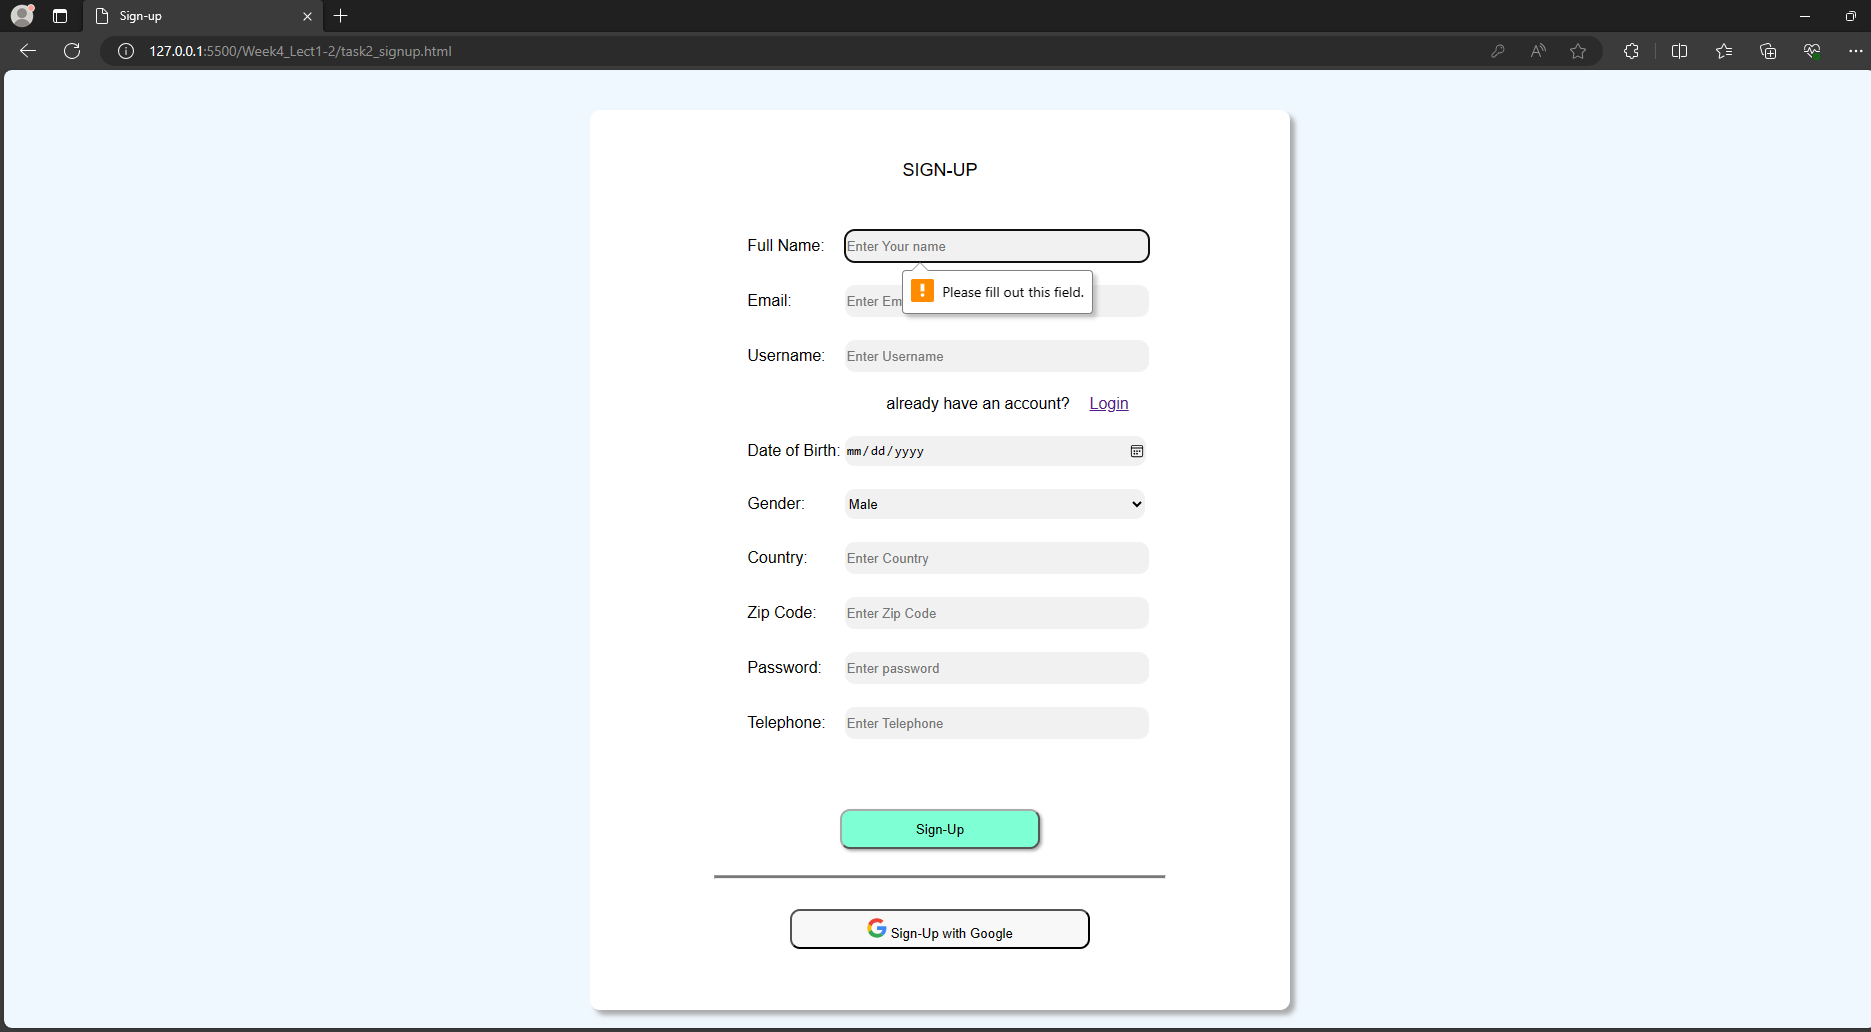 Sign-up
127.0.0.1:5500/Week4_Lect1-2/task2_signup.html
SIGN-UP
Full Name: Enter Your name
Please fill out this field.
Email: Enter Em
Username: Enter Username
already have an account? Login
Date of Birth: mm/dd/yyyy
Gender: Male
Country: Enter Country
Zip Code: Enter Zip Code
Password: Enter password
Telephone: Enter Telephone
Sign-Up
Sign-Up with Google